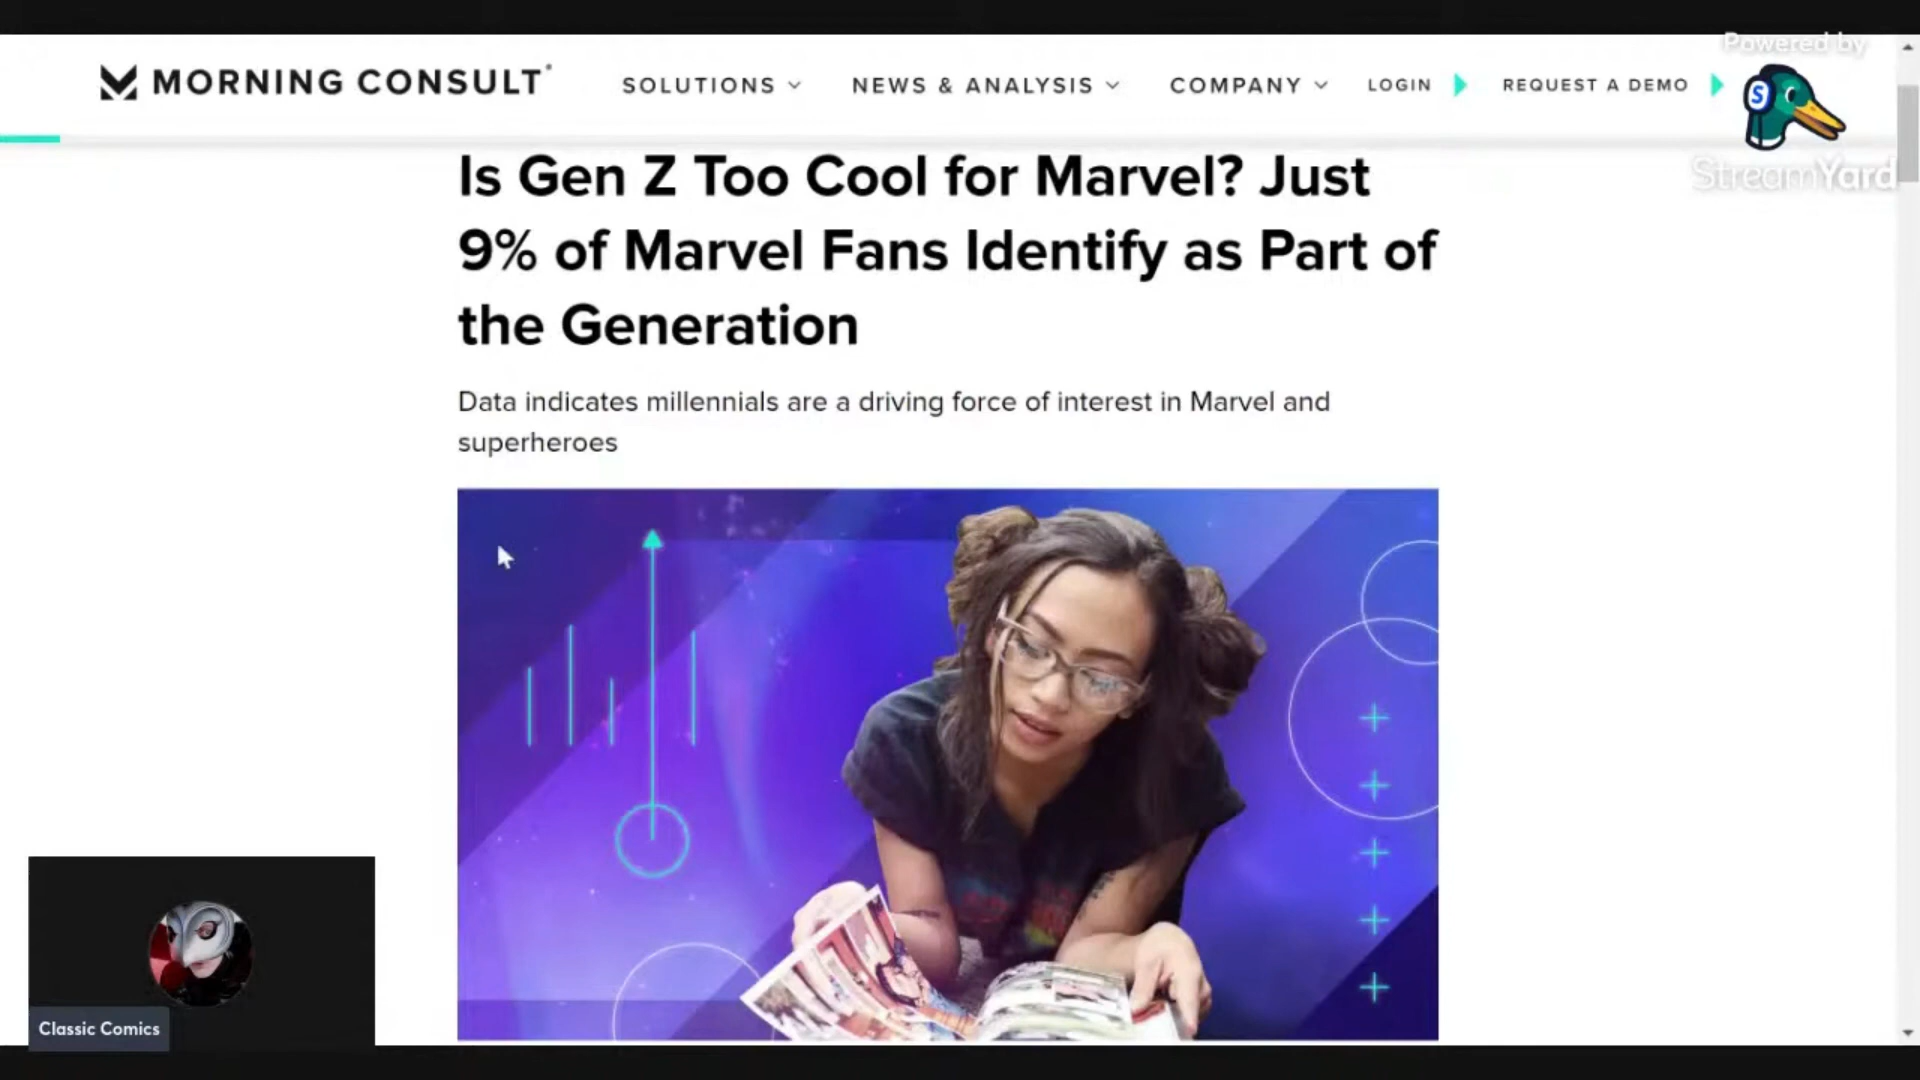 Powered by
MORNING CONSULT
SOLUTIONS
NEWS & ANALYSIS
COMPANY
LOGIN
REQUEST A DEMO
S
StreamYard
Is Gen Z Too Cool for Marvel? Just
9% of Marvel Fans Identify as Part of
the Generation
Data indicates millennials are a driving force of interest in Marvel and
superheroes
Classic Comics